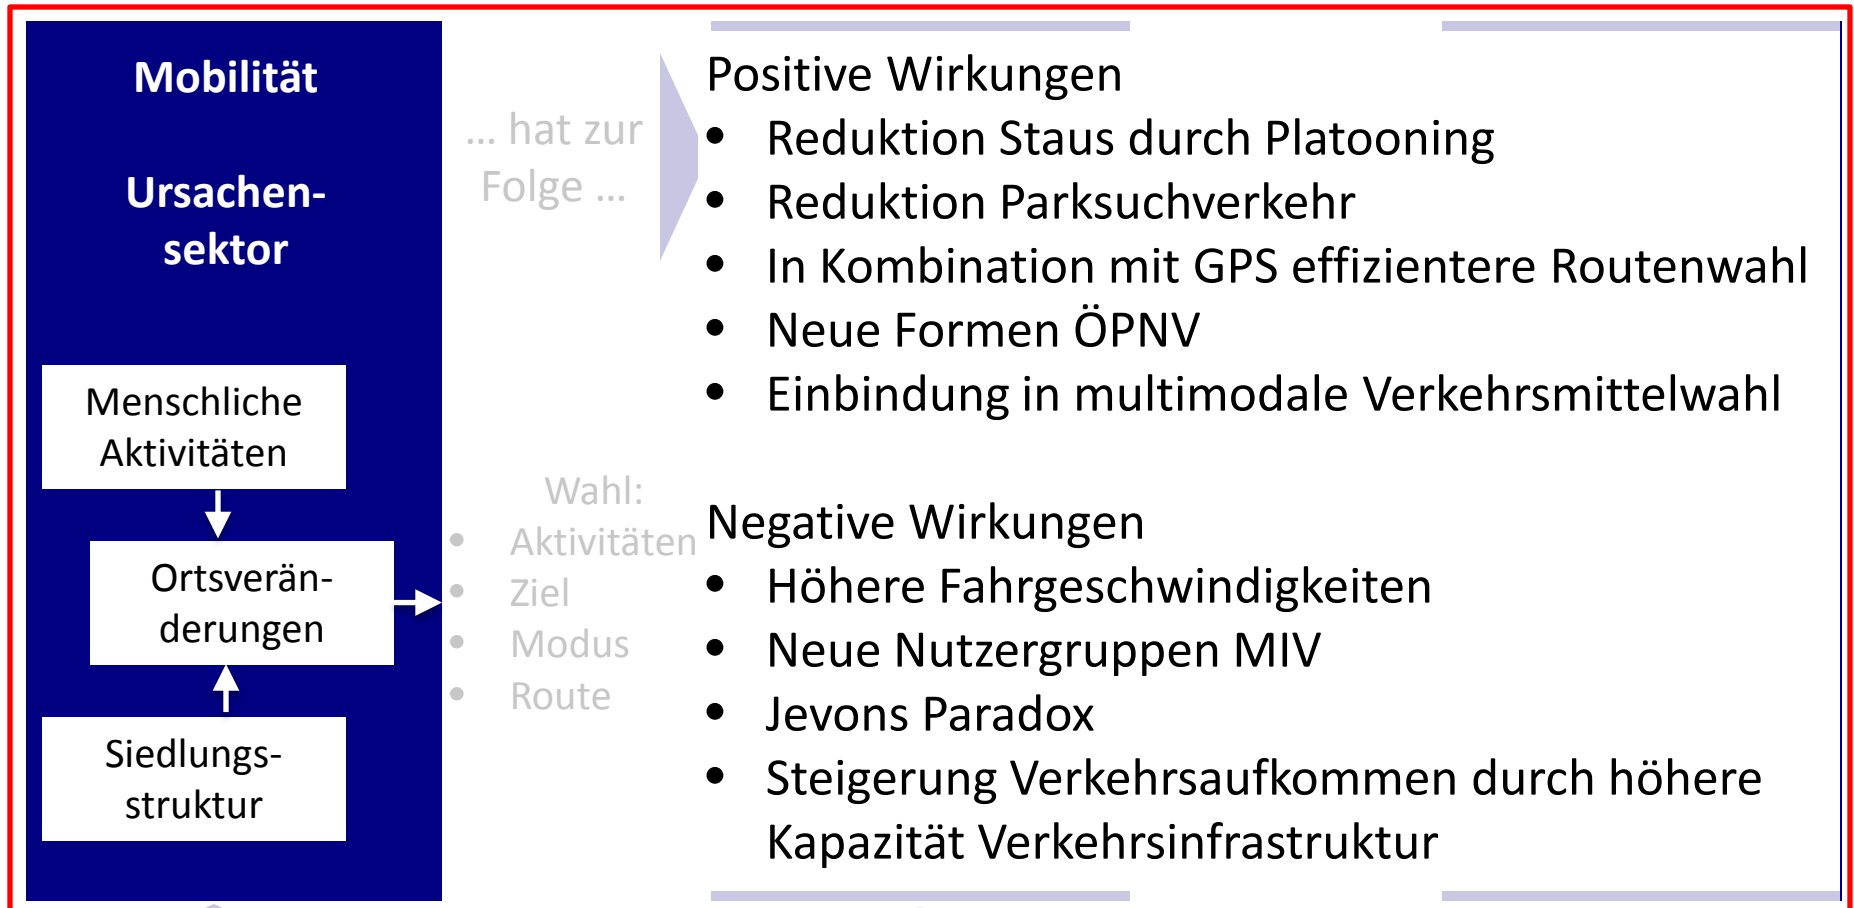 Mobilität
Ursachen-
sektor
Menschliche
Aktivitäten
Ortsverän-
derungen
Siedlungs-
struktur
... hat zur
Folge ...
Wahl:
• Aktivitäten
• Ziel
• Modus
• Route
Positive Wirkungen
• Reduktion Staus durch Platooning
• Reduktion Parksuchverkehr
• In Kombination mit GPS effizientere Routenwahl
• Neue Formen ÖPNV
• Einbindung in multimodale Verkehrsmittelwahl
Negative Wirkungen
• Höhere Fahrgeschwindigkeiten
• Neue Nutzergruppen MIV
• Jevons Paradox
• Steigerung Verkehrsaufkommen durch höhere
Kapazität Verkehrsinfrastruktur